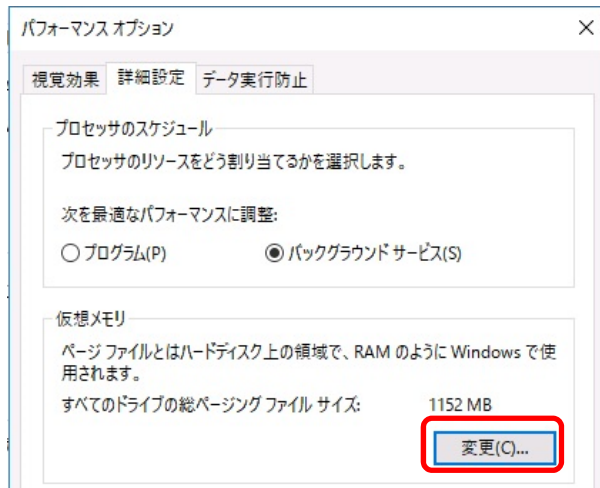 パフォーマンス オプション
視覚効果 詳細設定 データ実行防止
プロセッサのスケジュール
プロセッサのリソースをどう割り当てるかを選択します。
次を最適なパフォーマンスに調整:
プログラム(P) バックグラウンド サービス(S)
仮想メモリ
ページ ファイルとはハードディスク上の領域で、RAM のように Windows で使
用されます。
すべてのドライブの総ページング ファイル サイズ: 1152 MB
変更(C)...